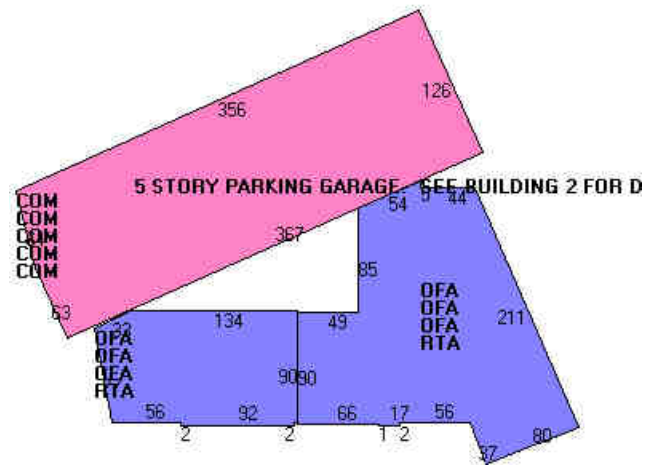 126
356
5 STORY PARKING GARAGE. SEE BUILDING 2 FOR D
COM
COM
COM
COM
COM
54
9
44
367
85
63
OFA
OFA
OFA
RTA
211
22
134
49
OFA
OFA
OFA
RTA
90
90
56
92
66
17
56
2
2
1
2
80
37